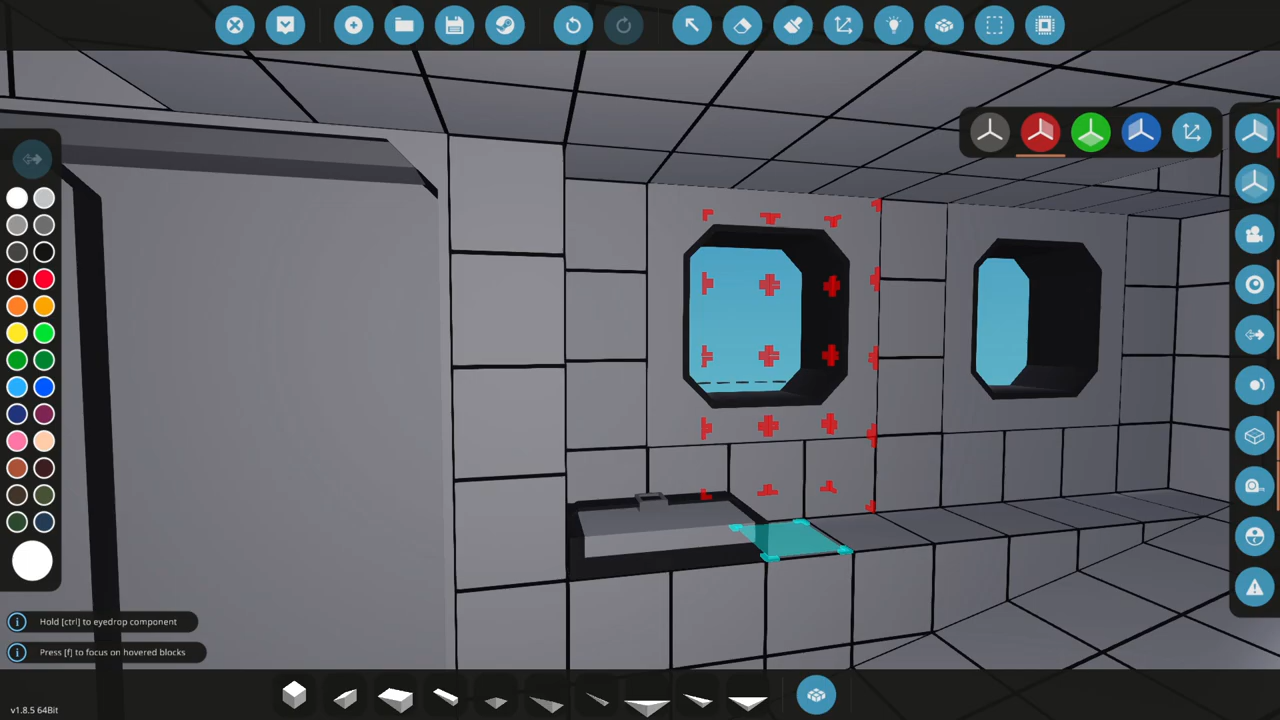 Hold [ctrl] to eyedrop component
Press [f] to focus on hovered blocks
v1.8.5 64Bit